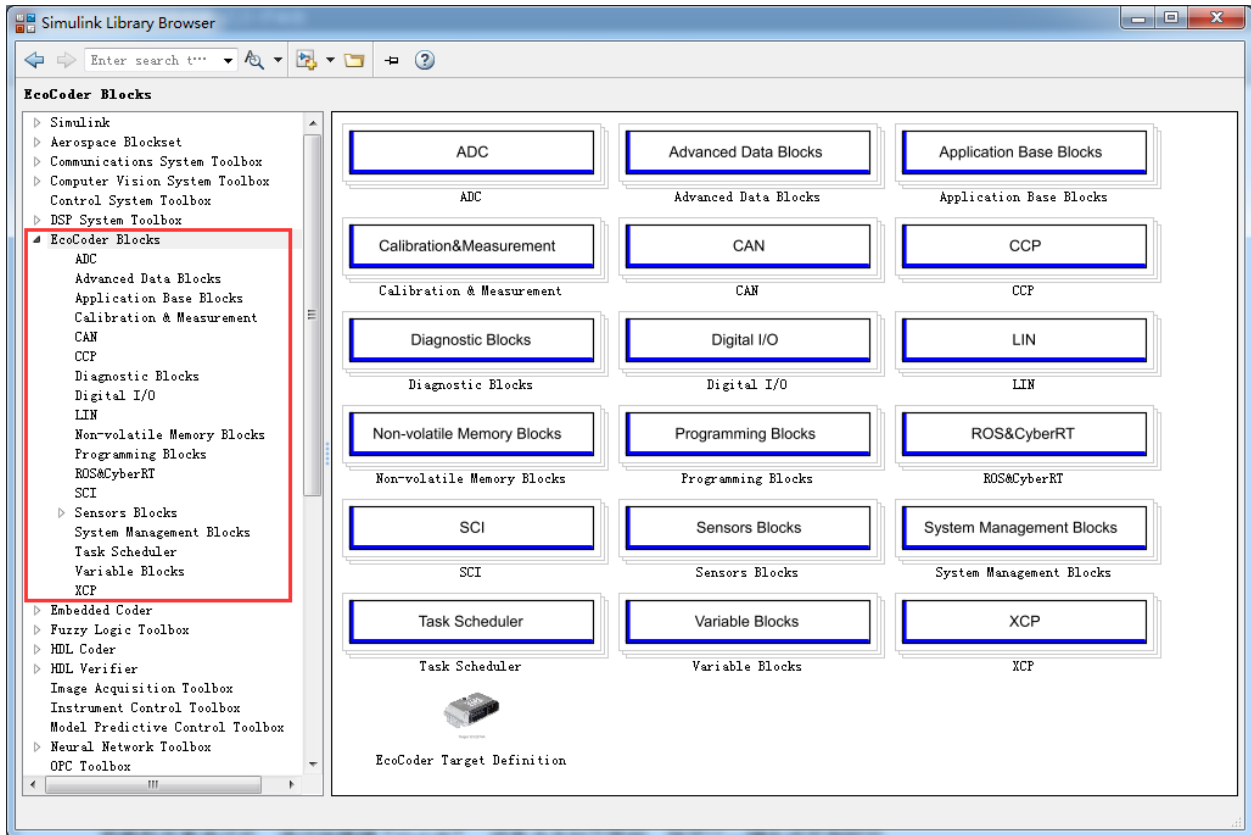 Simulink Library Browser
Enter search t···
EcoCoder Blocks
Simulink
Aerospace Blockset
Communications System Toolbox
Computer Vision System Toolbox
Control System Toolbox
DSP System Toolbox
EcoCoder Blocks
ADC
Advanced Data Blocks
Application Base Blocks
Calibration & Measurement
CAN
CCP
Diagnostic Blocks
Digital I/O
LIN
Non-volatile Memory Blocks
Programming Blocks
ROS&CyberRT
SCI
Sensors Blocks
System Management Blocks
Task Scheduler
Variable Blocks
XCP
Embedded Coder
Fuzzy Logic Toolbox
HDL Coder
HDL Verifier
Image Acquisition Toolbox
Instrument Control Toolbox
Model Predictive Control Toolbox
Neural Network Toolbox
OPC Toolbox
ADC Advanced Data Blocks Application Base Blocks
ADC Advanced Data Blocks Application Base Blocks
Calibration&Measurement CAN CCP
Calibration & Measurement CAN CCP
Diagnostic Blocks Digital I/O LIN
Diagnostic Blocks Digital I/O LIN
Non-volatile Memory Blocks Programming Blocks ROS&CyberRT
Non-volatile Memory Blocks Programming Blocks ROS&CyberRT
SCI Sensors Blocks System Management Blocks
SCI Sensors Blocks System Management Blocks
Task Scheduler Variable Blocks XCP
Task Scheduler Variable Blocks XCP
EcoCoder Target Definition